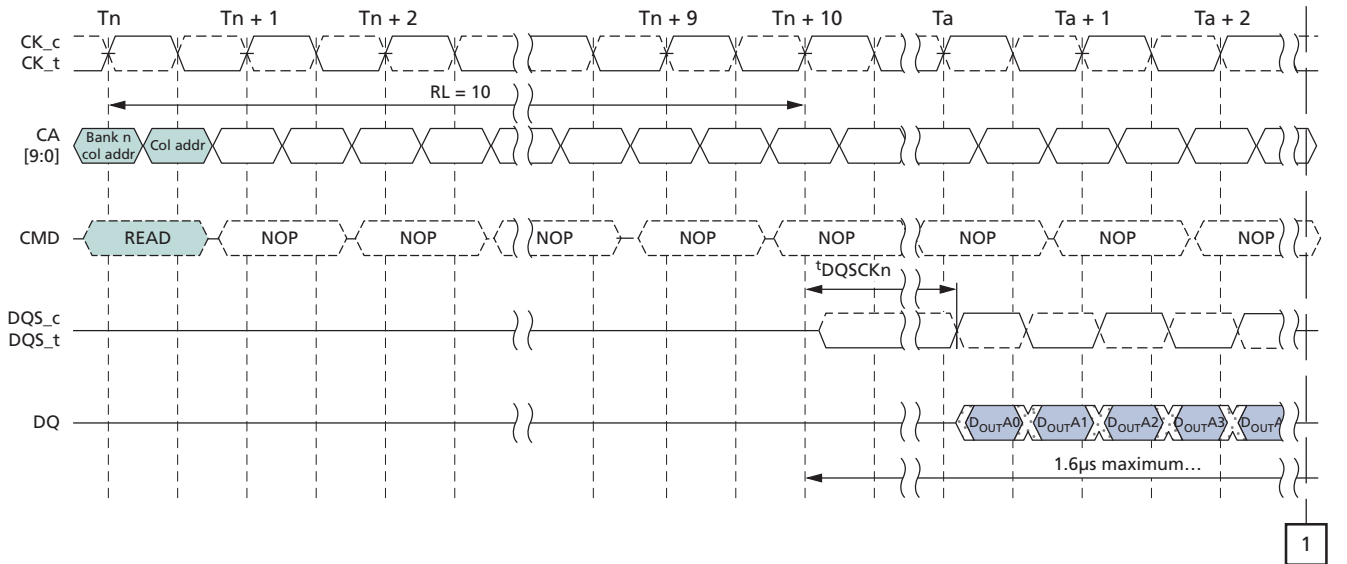 Tn Tn + 1 Tn + 2 Tn + 9 Tn + 10 Ta Ta + 1 Ta + 2
CK_c
CK_t
RL = 10
CA
[9:0]
Bank n
col addr
Col addr
CMD READ NOP NOP NOP NOP NOP NOP NOP NOP
tDQSCKn
DQS_c
DQS_t
DQ DOUTA0 DOUTA1 DOUTA2 DOUTA3 DOUTA
1.6µs maximum…
1